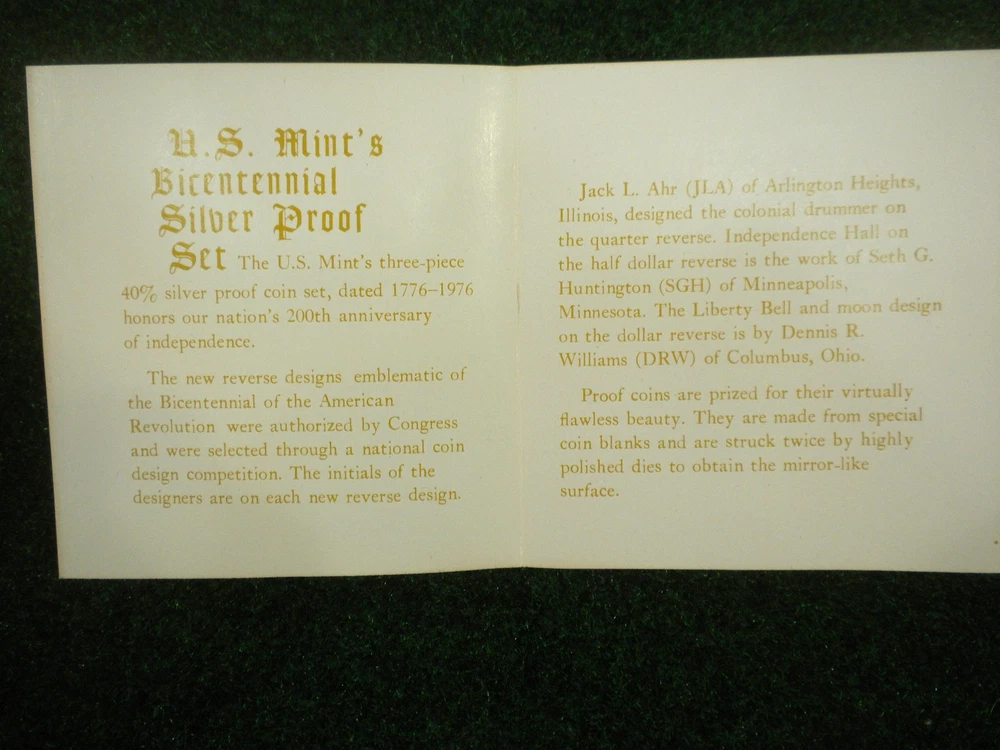 U.S. Mint's
Bicentennial
Silver Proof
Set The U.S. Mint's three-piece
40% silver proof coin set, dated 1776–1976
honors our nation's 200th anniversary
of independence.
The new reverse designs emblematic of
the Bicentennial of the American
Revolution were authorized by Congress
and were selected through a national coin
design competition. The initials of the
designers are on each new reverse design.
Jack L. Ahr (JLA) of Arlington Heights,
Illinois, designed the colonial drummer on
the quarter reverse. Independence Hall on
the half dollar reverse is the work of Seth G.
Huntington (SGH) of Minneapolis,
Minnesota. The Liberty Bell and moon design
on the dollar reverse is by Dennis R.
Williams (DRW) of Columbus, Ohio.
Proof coins are prized for their virtually
flawless beauty. They are made from special
coin blanks and are struck twice by highly
polished dies to obtain the mirror-like
surface.